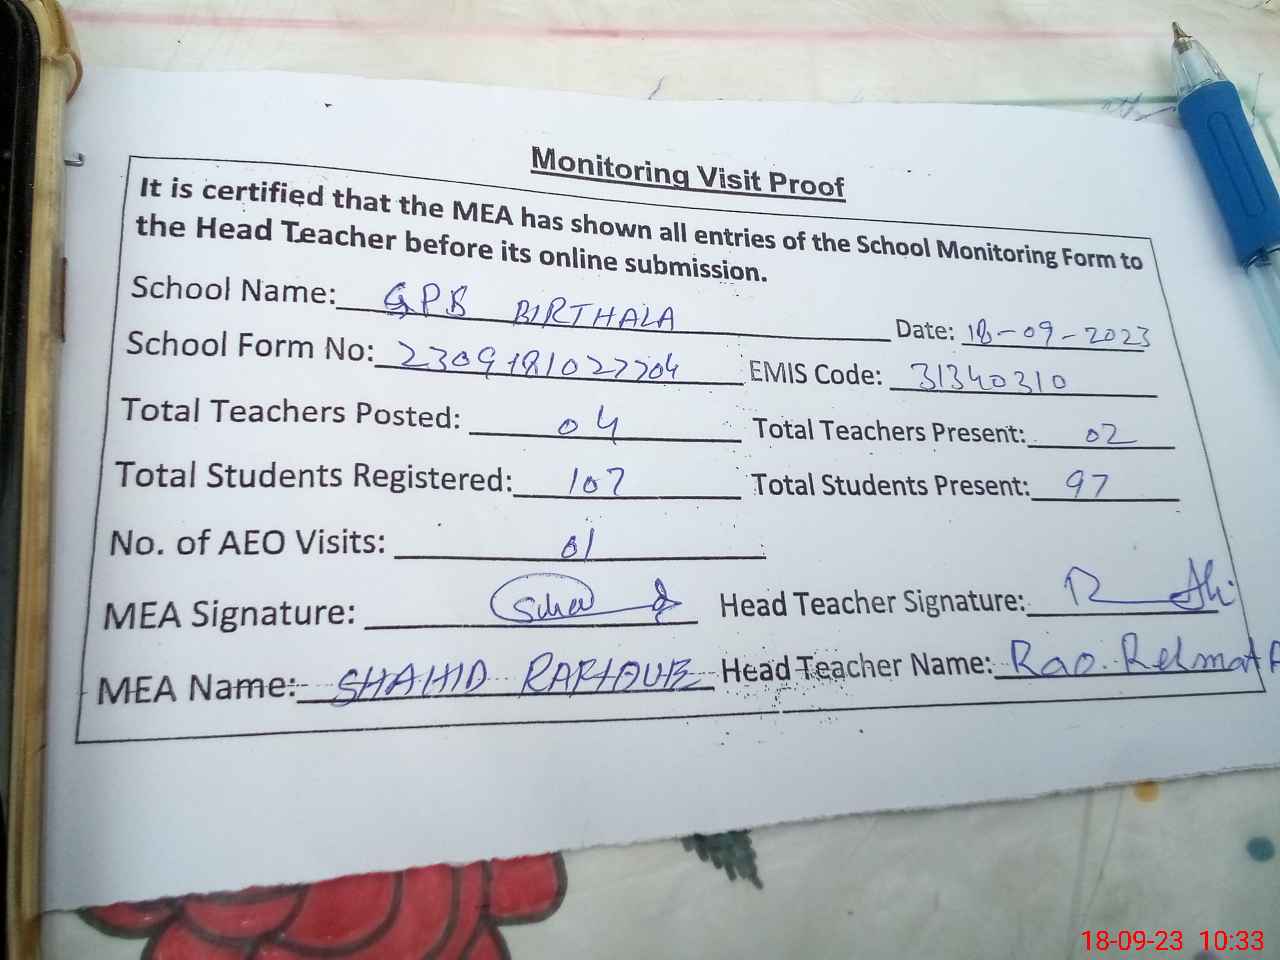 Monitoring Visit Proof
It is certified that the MEA has shown all entries of the School Monitoring Form to
the Head Teacher before its online submission.
School Name: GPB BIRTHALA Date: 18-09-2023
School Form No: 2309181027704 EMIS Code: 31340310
Total Teachers Posted: 04 Total Teachers Present: 02
Total Students Registered: 107 Total Students Present: 97
No. of AEO Visits: 01
MEA Signature: Head Teacher Signature:
MEA Name: SHAHID Head Teacher Name: Rao. Rehmat
18-09-23 10:33